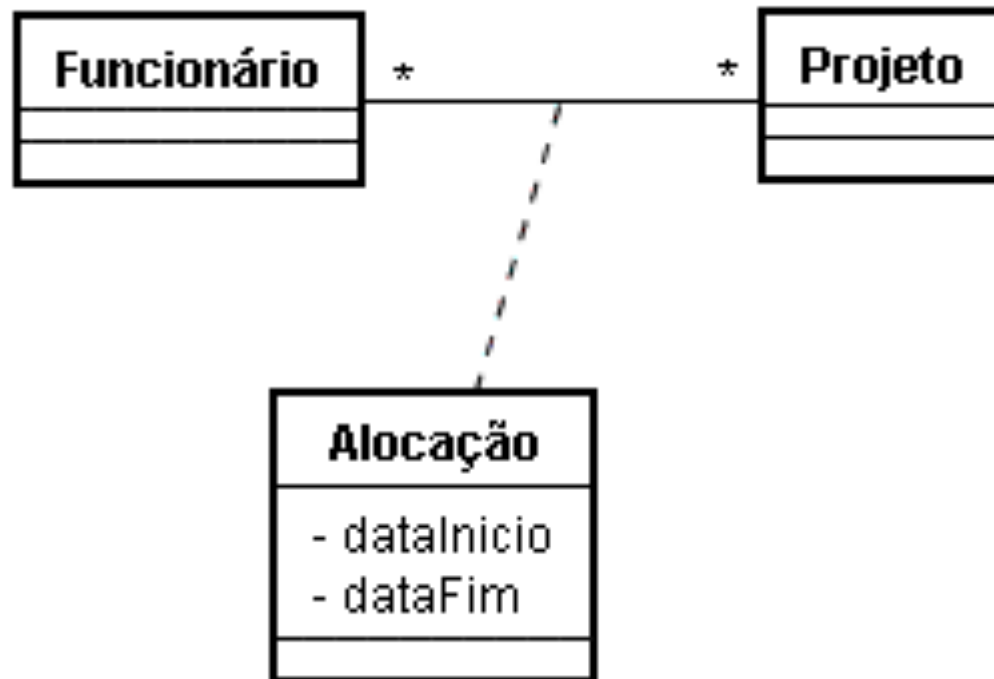 Funcionário
*
*
Projeto
Alocação
- dataInicio
- dataFim